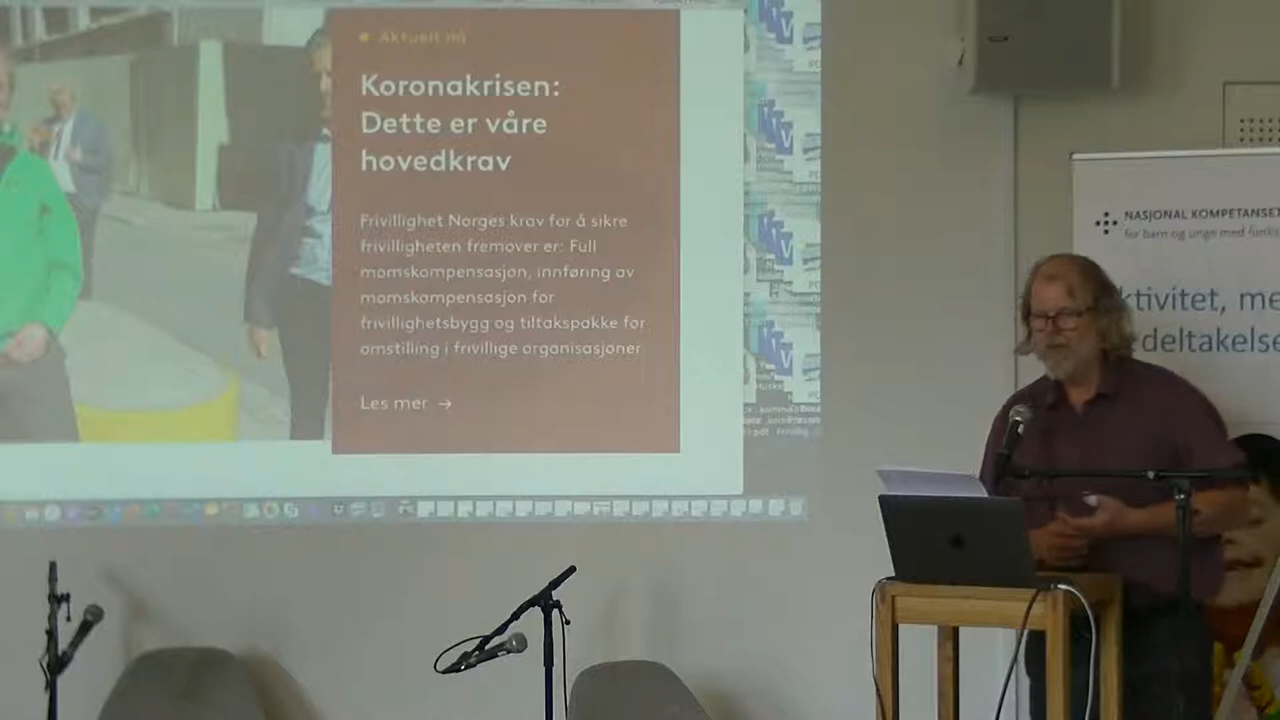 Aktuelt nå
Koronakrisen:
Dette er våre
hovedkrav
Frivillighet Norges krav for å sikre
frivilligheten fremover er: Full
momskompensasjon, innføring av
momskompensasjon for
frivillighetsbygg og tiltakspakke for
omstilling i frivillige organisasjoner
Les mer →
NASJONAL KOMPETANSE
for barn og unge med funks
ktivitet, me
deltakelse